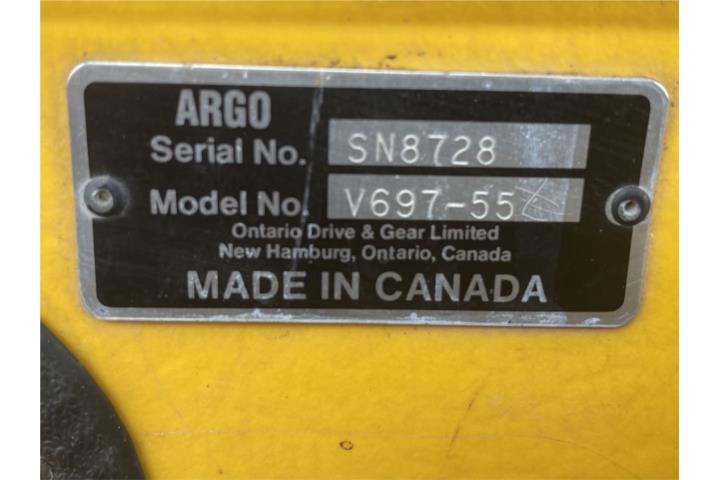 ARGO
Serial No. SN8728
Model No. V697-55
Ontario Drive & Gear Limited
New Hamburg, Ontario, Canada
MADE IN CANADA